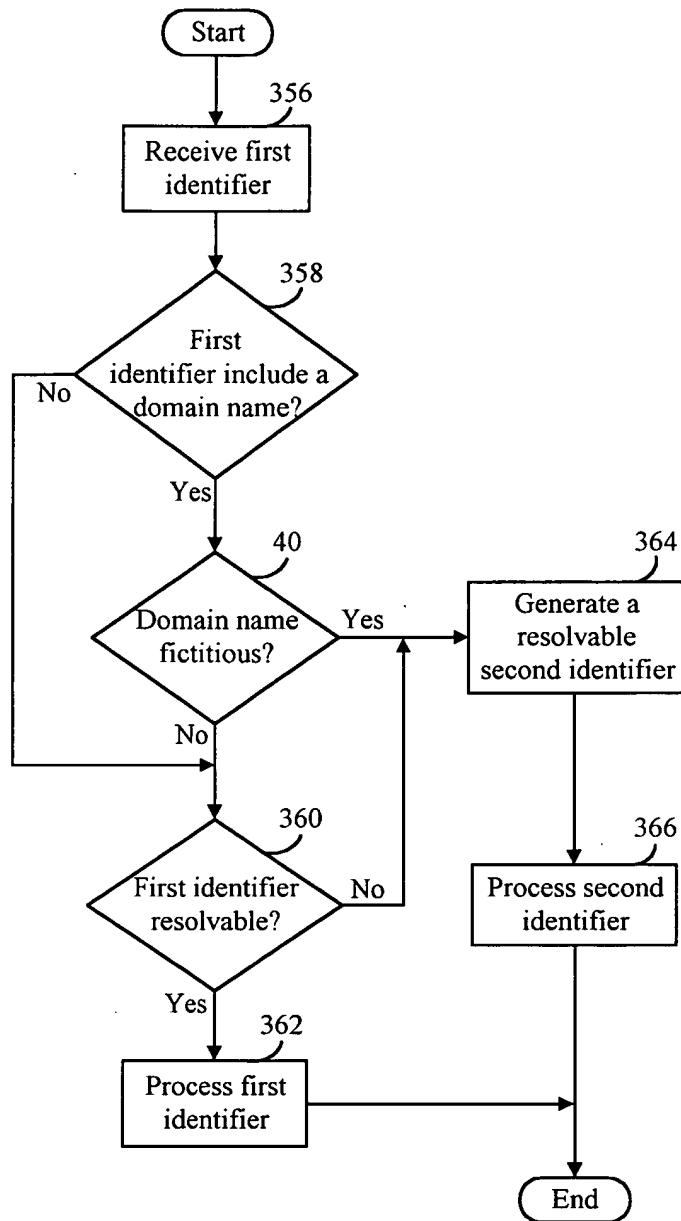 Start
356
Receive first
identifier
358
First
identifier include a
domain name?
No
Yes
40
Domain name
fictitious?
Yes
No
364
Generate a
resolvable
second identifier
360
First identifier
resolvable?
No
Yes
366
Process second
identifier
362
Process first
identifier
End